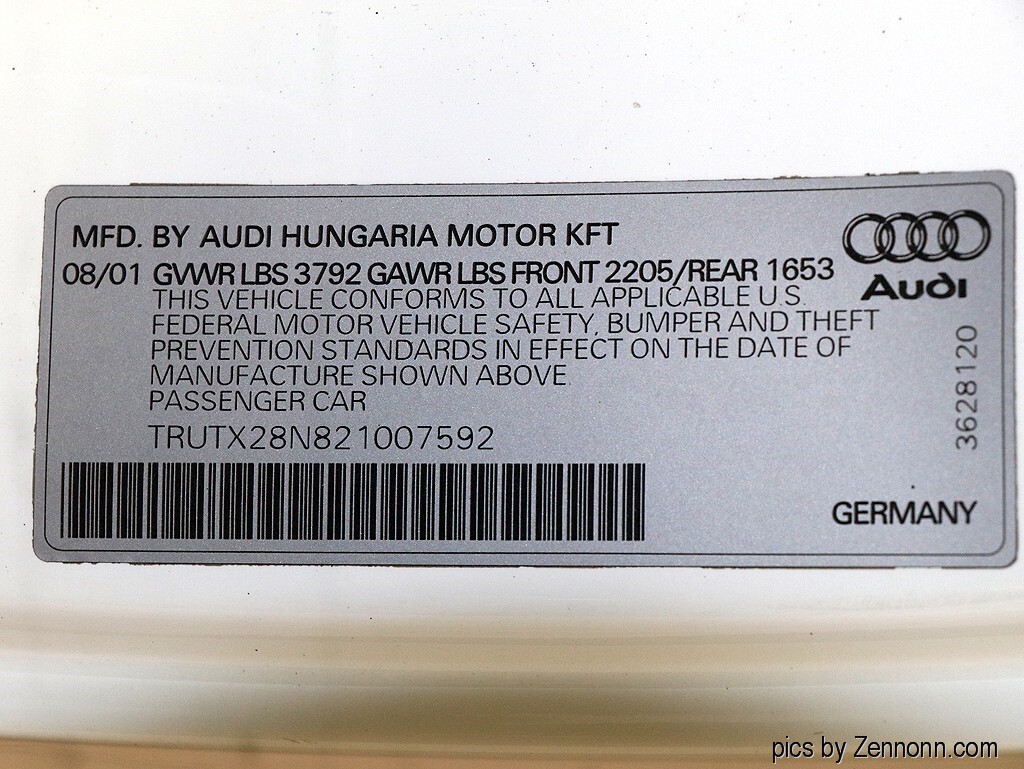 MFD. BY AUDI HUNGARIA MOTOR KFT
08/01 GVWR LBS 3792 GAWR LBS FRONT 2205/REAR 1653
THIS VEHICLE CONFORMS TO ALL APPLICABLE U.S.
FEDERAL MOTOR VEHICLE SAFETY, BUMPER AND THEFT
PREVENTION STANDARDS IN EFFECT ON THE DATE OF
MANUFACTURE SHOWN ABOVE.
PASSENGER CAR
TRUTX28N821007592
Audi
3628120
GERMANY
pics by Zennonn.com